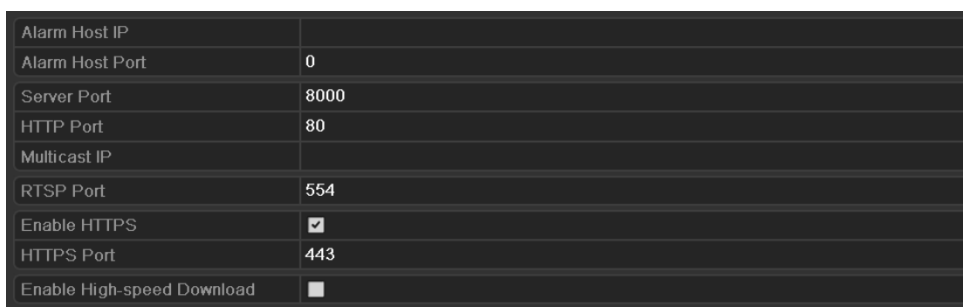 Alarm Host IP
Alarm Host Port 0
Server Port 8000
HTTP Port 80
Multicast IP
RTSP Port 554
Enable HTTPS
HTTPS Port 443
Enable High-speed Download